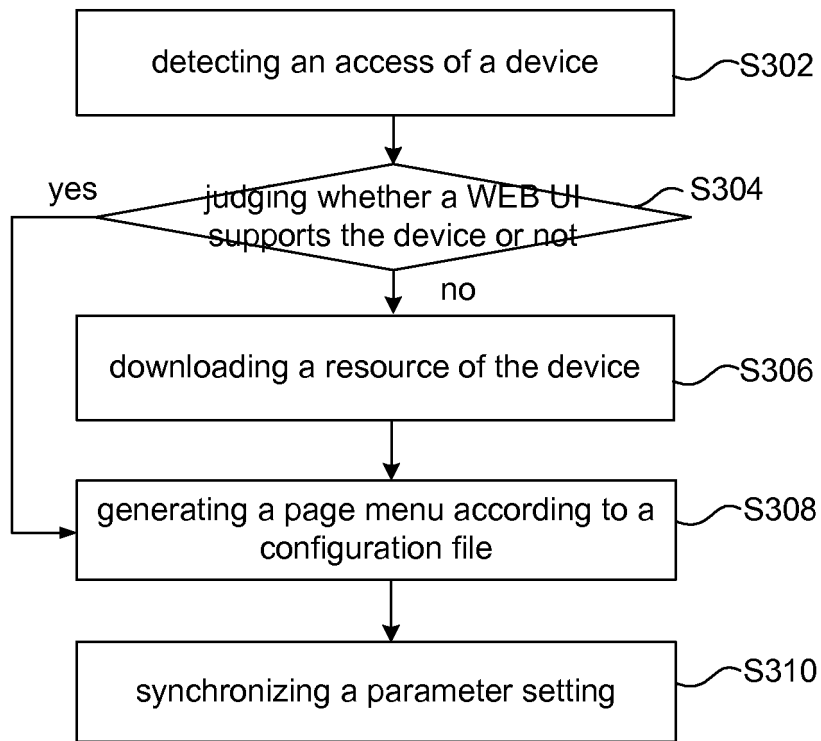 detecting an access of a device
S302
yes
judging whether a WEB UI
supports the device or not
S304
no
downloading a resource of the device
S306
generating a page menu according to a
configuration file
S308
synchronizing a parameter setting
S310